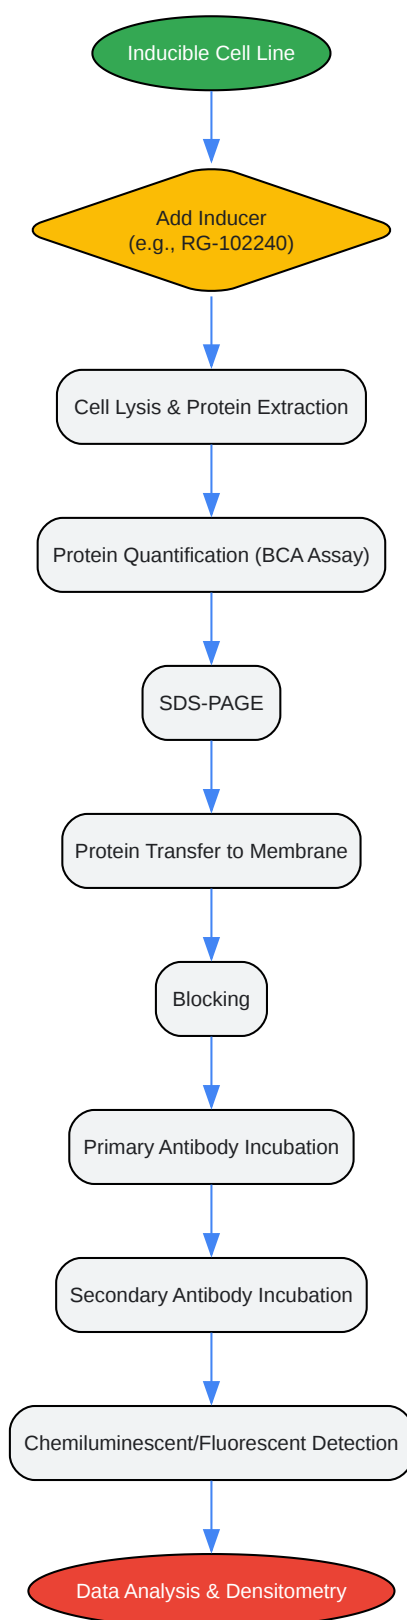 Inducible Cell Line
Add Inducer
(e.g., RG-102240)
Cell Lysis & Protein Extraction
Protein Quantification (BCA Assay)
SDS-PAGE
Protein Transfer to Membrane
Blocking
Primary Antibody Incubation
Secondary Antibody Incubation
Chemiluminescent/Fluorescent Detection
Data Analysis & Densitometry